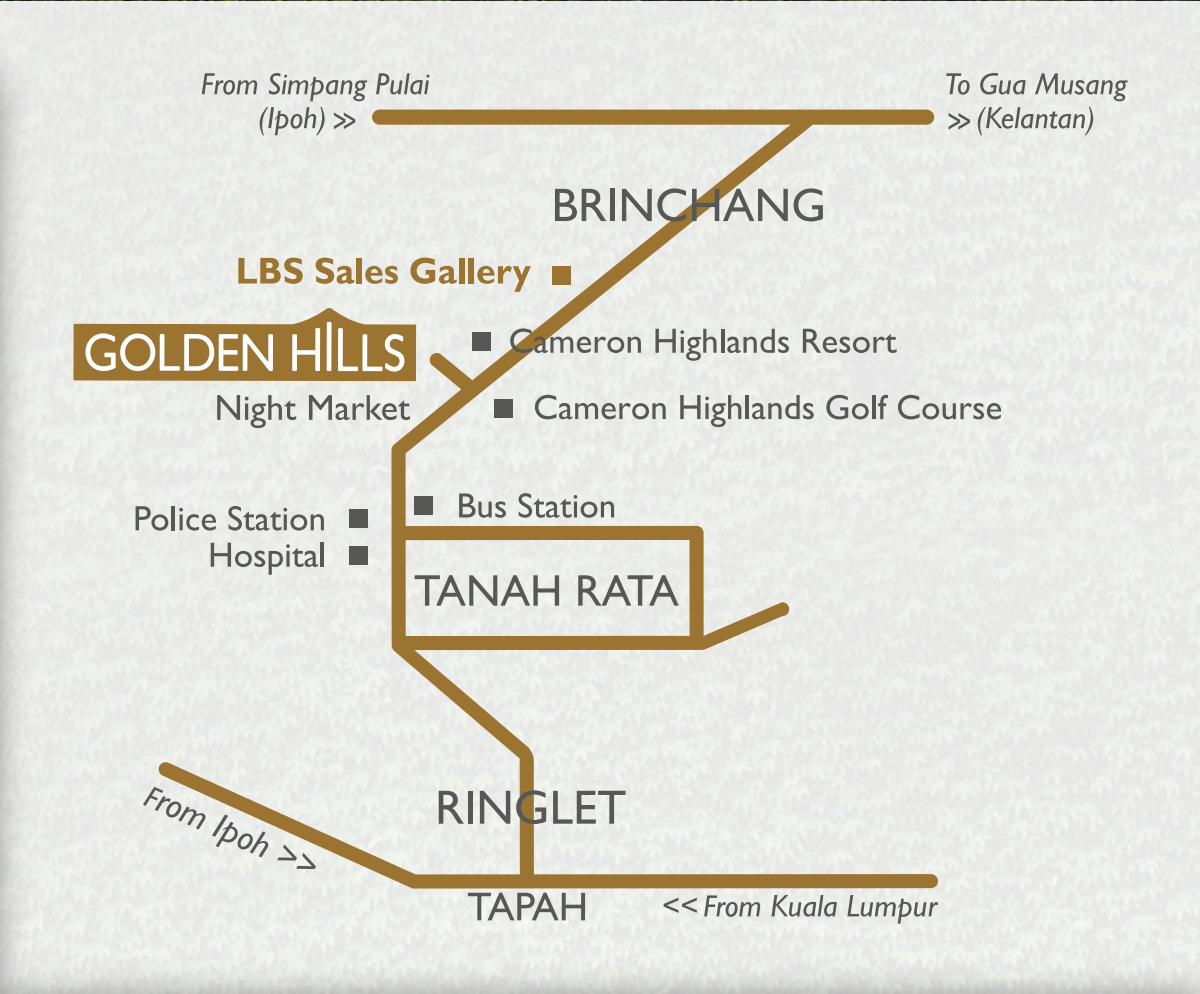 From Simpang Pulai
(Ipoh) >>
To Gua Musang
>> (Kelantan)
BRINCHANG
LBS Sales Gallery
GOLDEN HILLS
Cameron Highlands Resort
Night Market
Cameron Highlands Golf Course
Bus Station
Police Station
Hospital
TANAH RATA
From Ipoh >>
RINGLET
TAPAH
<< From Kuala Lumpur